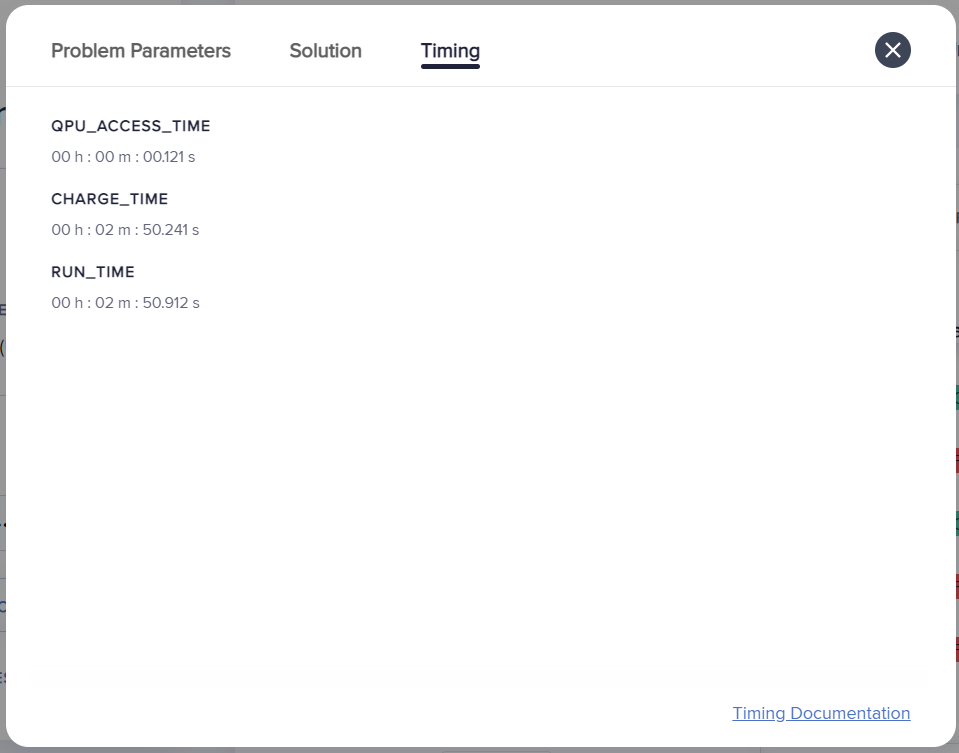 Problem Parameters Solution Timing
QPU_ACCESS_TIME
00 h : 00 m : 00.121 s
CHARGE_TIME
00 h : 02 m : 50.241 s
RUN_TIME
00 h : 02 m : 50.912 s
Timing Documentation